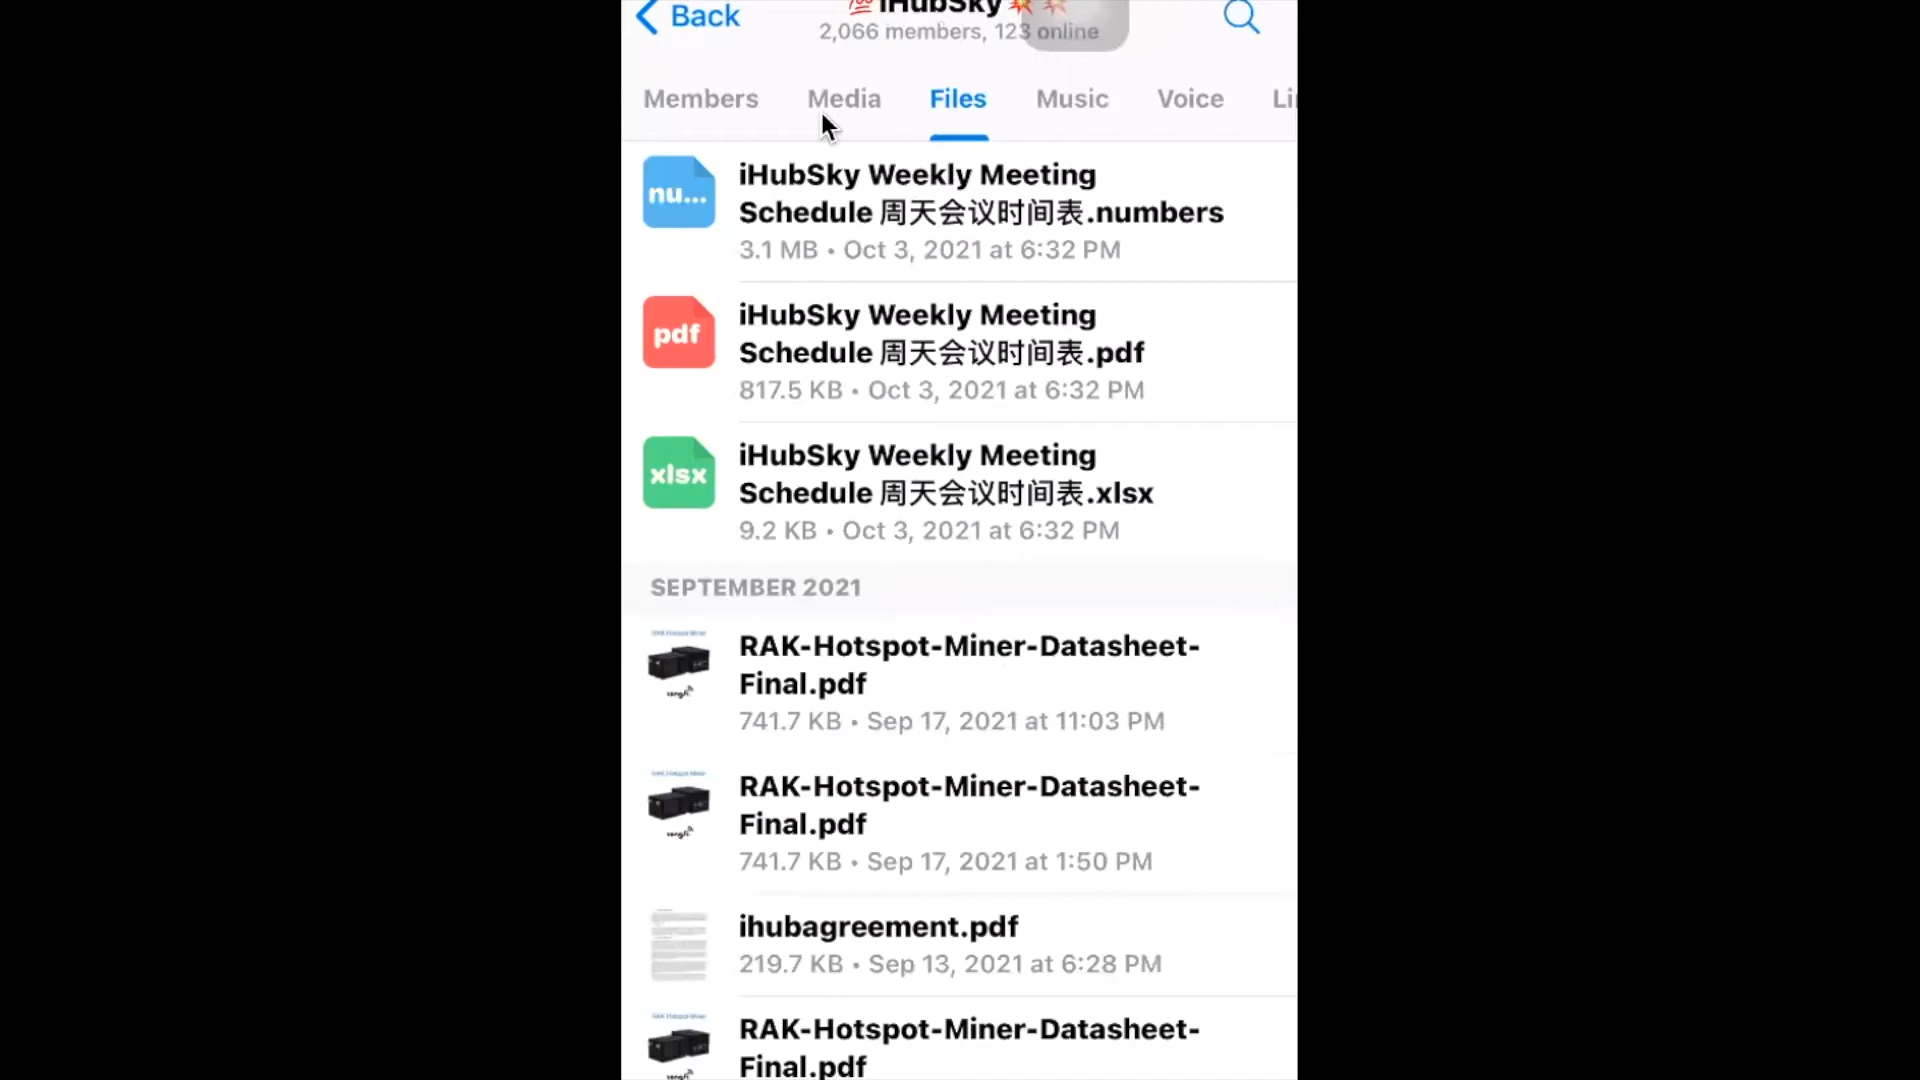 Back
💯iHubSky💥💥
2,066 members, 123 online
Members Media Files Music Voice Li
nu...
iHubSky Weekly Meeting
Schedule 周天会议时间表.numbers
3.1 MB • Oct 3, 2021 at 6:32 PM
pdf
iHubSky Weekly Meeting
Schedule 周天会议时间表.pdf
817.5 KB • Oct 3, 2021 at 6:32 PM
xlsx
iHubSky Weekly Meeting
Schedule 周天会议时间表.xlsx
9.2 KB • Oct 3, 2021 at 6:32 PM
SEPTEMBER 2021
RAK-Hotspot-Miner-Datasheet-
Final.pdf
741.7 KB • Sep 17, 2021 at 11:03 PM
RAK-Hotspot-Miner-Datasheet-
Final.pdf
741.7 KB • Sep 17, 2021 at 1:50 PM
ihubagreement.pdf
219.7 KB • Sep 13, 2021 at 6:28 PM
RAK-Hotspot-Miner-Datasheet-
Final.pdf